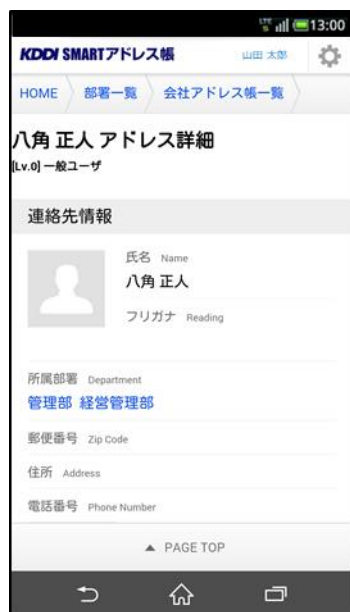 LTE 13:00
KDDI SMARTアドレス帳 山田 太郎
HOME 部署一覧 会社アドレス帳一覧
八角 正人 アドレス詳細
[Lv.0] 一般ユーザ
連絡先情報
氏名 Name
八角 正人
フリガナ Reading
所属部署 Department
管理部 経営管理部
郵便番号 Zip Code
住所 Address
電話番号 Phone Number
▲ PAGE TOP